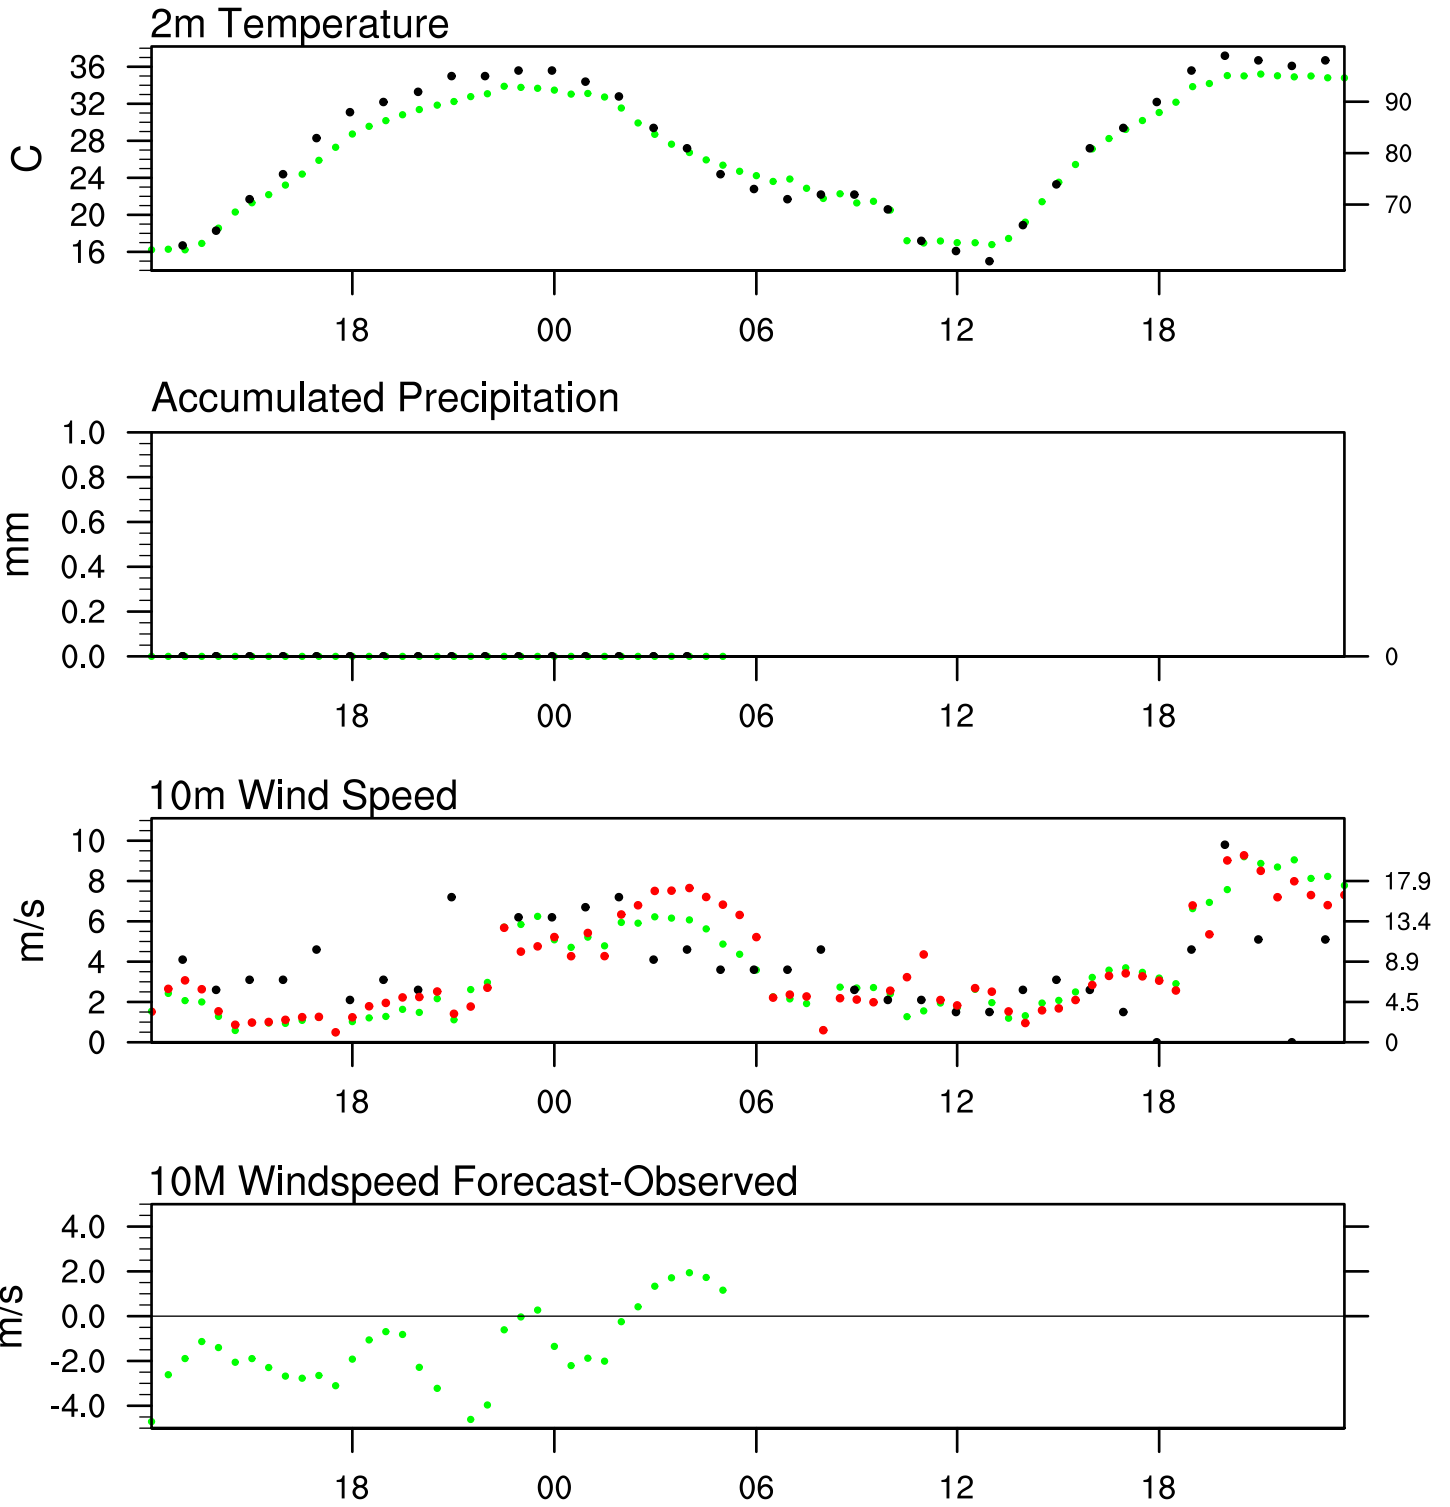 2m Temperature
36
32
28
24
20
16
C
90
80
70
18 00 06 12 18
Accumulated Precipitation
1.0
0.8
0.6
0.4
0.2
0.0
mm
0
18 00 06 12 18
10m Wind Speed
10
8
6
4
2
0
m/s
17.9
13.4
8.9
4.5
0
18 00 06 12 18
10M Windspeed Forecast-Observed
4.0
2.0
0.0
-2.0
-4.0
m/s
18 00 06 12 18